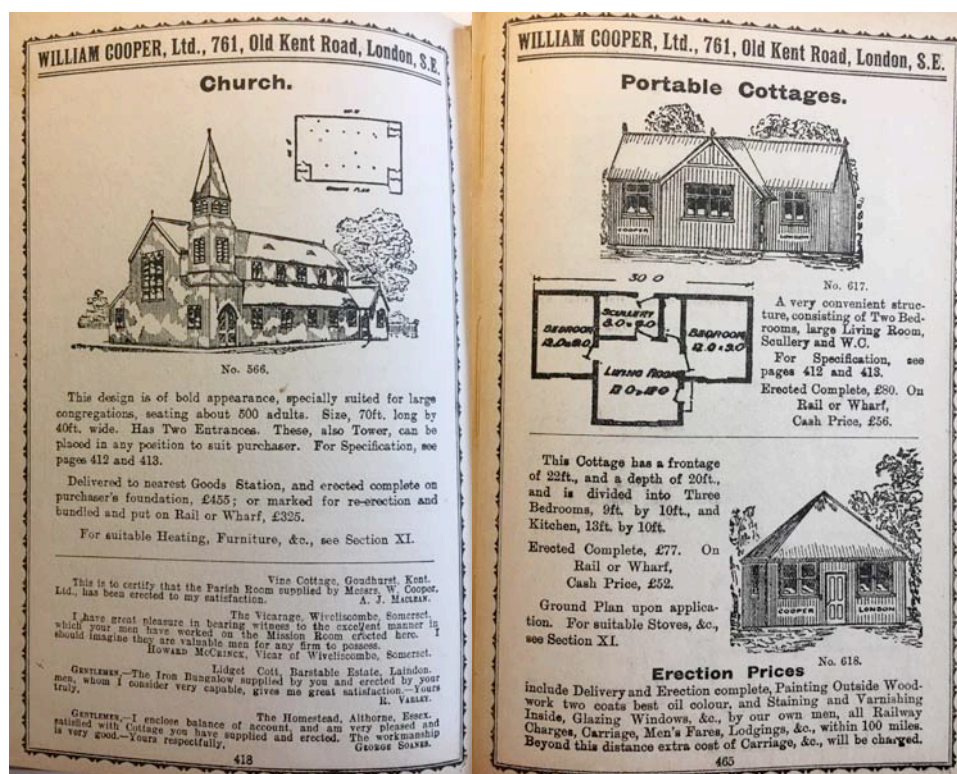 WILLIAM COOPER, Ltd., 761, Old Kent Road, London, S.E.
Church.
GROUND PLAN
No. 566.
This design is of bold appearance, specially suited for large
congregations, seating about 500 adults. Size, 70ft. long by
40ft. wide. Has Two Entrances. These, also Tower, can be
placed in any position to suit purchaser. For Specification, see
pages 412 and 413.
Delivered to nearest Goods Station, and erected complete on
purchaser's foundation, £455; or marked for re-erection and
bundled and put on Rail or Wharf, £325.
For suitable Heating, Furniture, &c., see Section XI.
Vine Cottage, Goudhurst, Kent.
This is to certify that the Parish Room supplied by Messrs. W. Cooper,
Ltd., has been erected to my satisfaction. A. J. MACLEAN.
The Vicarage, Wiveliscombe, Somerset.
I have great pleasure in bearing witness to the excellent manner in
which your men have worked on the Mission Room erected here. I
should imagine they are valuable men for any firm to possess.
HOWARD MCCRINCK, Vicar of Wiveliscombe, Somerset.
Lidget Cott, Barstable Estate, Laindon.
GENTLEMEN,—The Iron Bungalow supplied by you and erected by your
men, whom I consider very capable, gives me great satisfaction.—Yours
truly, R. VARLEY.
The Homestead, Althorne, Essex.
GENTLEMEN,—I enclose balance of account, and am very pleased and
satisfied with Cottage you have supplied and erected. The workmanship
is very good.—Yours respectfully, GEORGE SOANES.
418
WILLIAM COOPER, Ltd., 761, Old Kent Road, London, S.E.
Portable Cottages.
COOPER LONDON
No. 617.
30 0
BEDROOM
SCULLERY
BEDROOM
12.0 x 9.0
LIVING ROOM
A very convenient struc-
ture, consisting of Two Bed-
rooms, large Living Room,
Scullery and W.C.
For Specification, see
pages 412 and 413.
Erected Complete, £80. On
Rail or Wharf,
Cash Price, £56.
This Cottage has a frontage
of 22ft., and a depth of 20ft.,
and is divided into Three
Bedrooms, 9ft. by 10ft., and
Kitchen, 13ft. by 10ft.
Erected Complete, £77. On
Rail or Wharf,
Cash Price, £52.
Ground Plan upon applica-
tion. For suitable Stoves, &c.,
see Section XI.
COOPER LONDON
No. 618.
Erection Prices
include Delivery and Erection complete, Painting Outside Wood-
work two coats best oil colour, and Staining and Varnishing
Inside, Glazing Windows, &c., by our own men, all Railway
Charges, Carriage, Men's Fares, Lodgings, &c., within 100 miles.
Beyond this distance extra cost of Carriage, &c., will be charged.
465